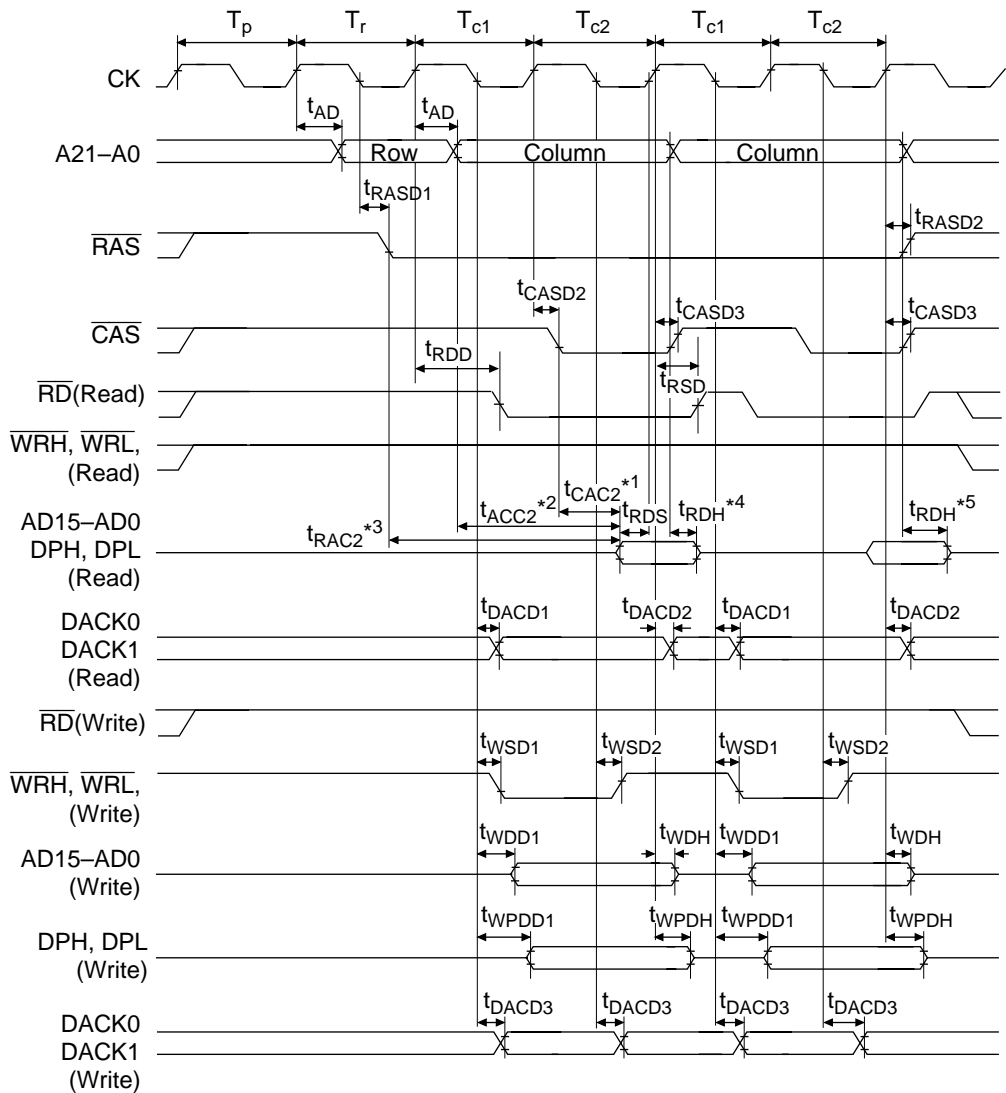 Tp Tr Tc1 Tc2 Tc1 Tc2
CK
tAD tAD
A21–A0 Row Column Column
tRASD1
RAS tRASD2
tCASD2 tCASD3 tCASD3
CAS
tRDD tRSD
RD(Read)
WRH, WRL,
(Read)
tCAC2*1
AD15–AD0 tACC2*2 tRDS tRDH*4 tRDH*5
DPH, DPL tRAC2*3
(Read)
DACK0 tDACD1 tDACD2 tDACD1 tDACD2
DACK1
(Read)
RD(Write)
tWSD1 tWSD2 tWSD1 tWSD2
WRH, WRL,
(Write)
AD15–AD0 tWDD1 tWDH tWDD1 tWDH
(Write)
tWPDD1 tWPDH tWPDD1 tWPDH
DPH, DPL
(Write)
tDACD3 tDACD3 tDACD3 tDACD3
DACK0
DACK1
(Write)